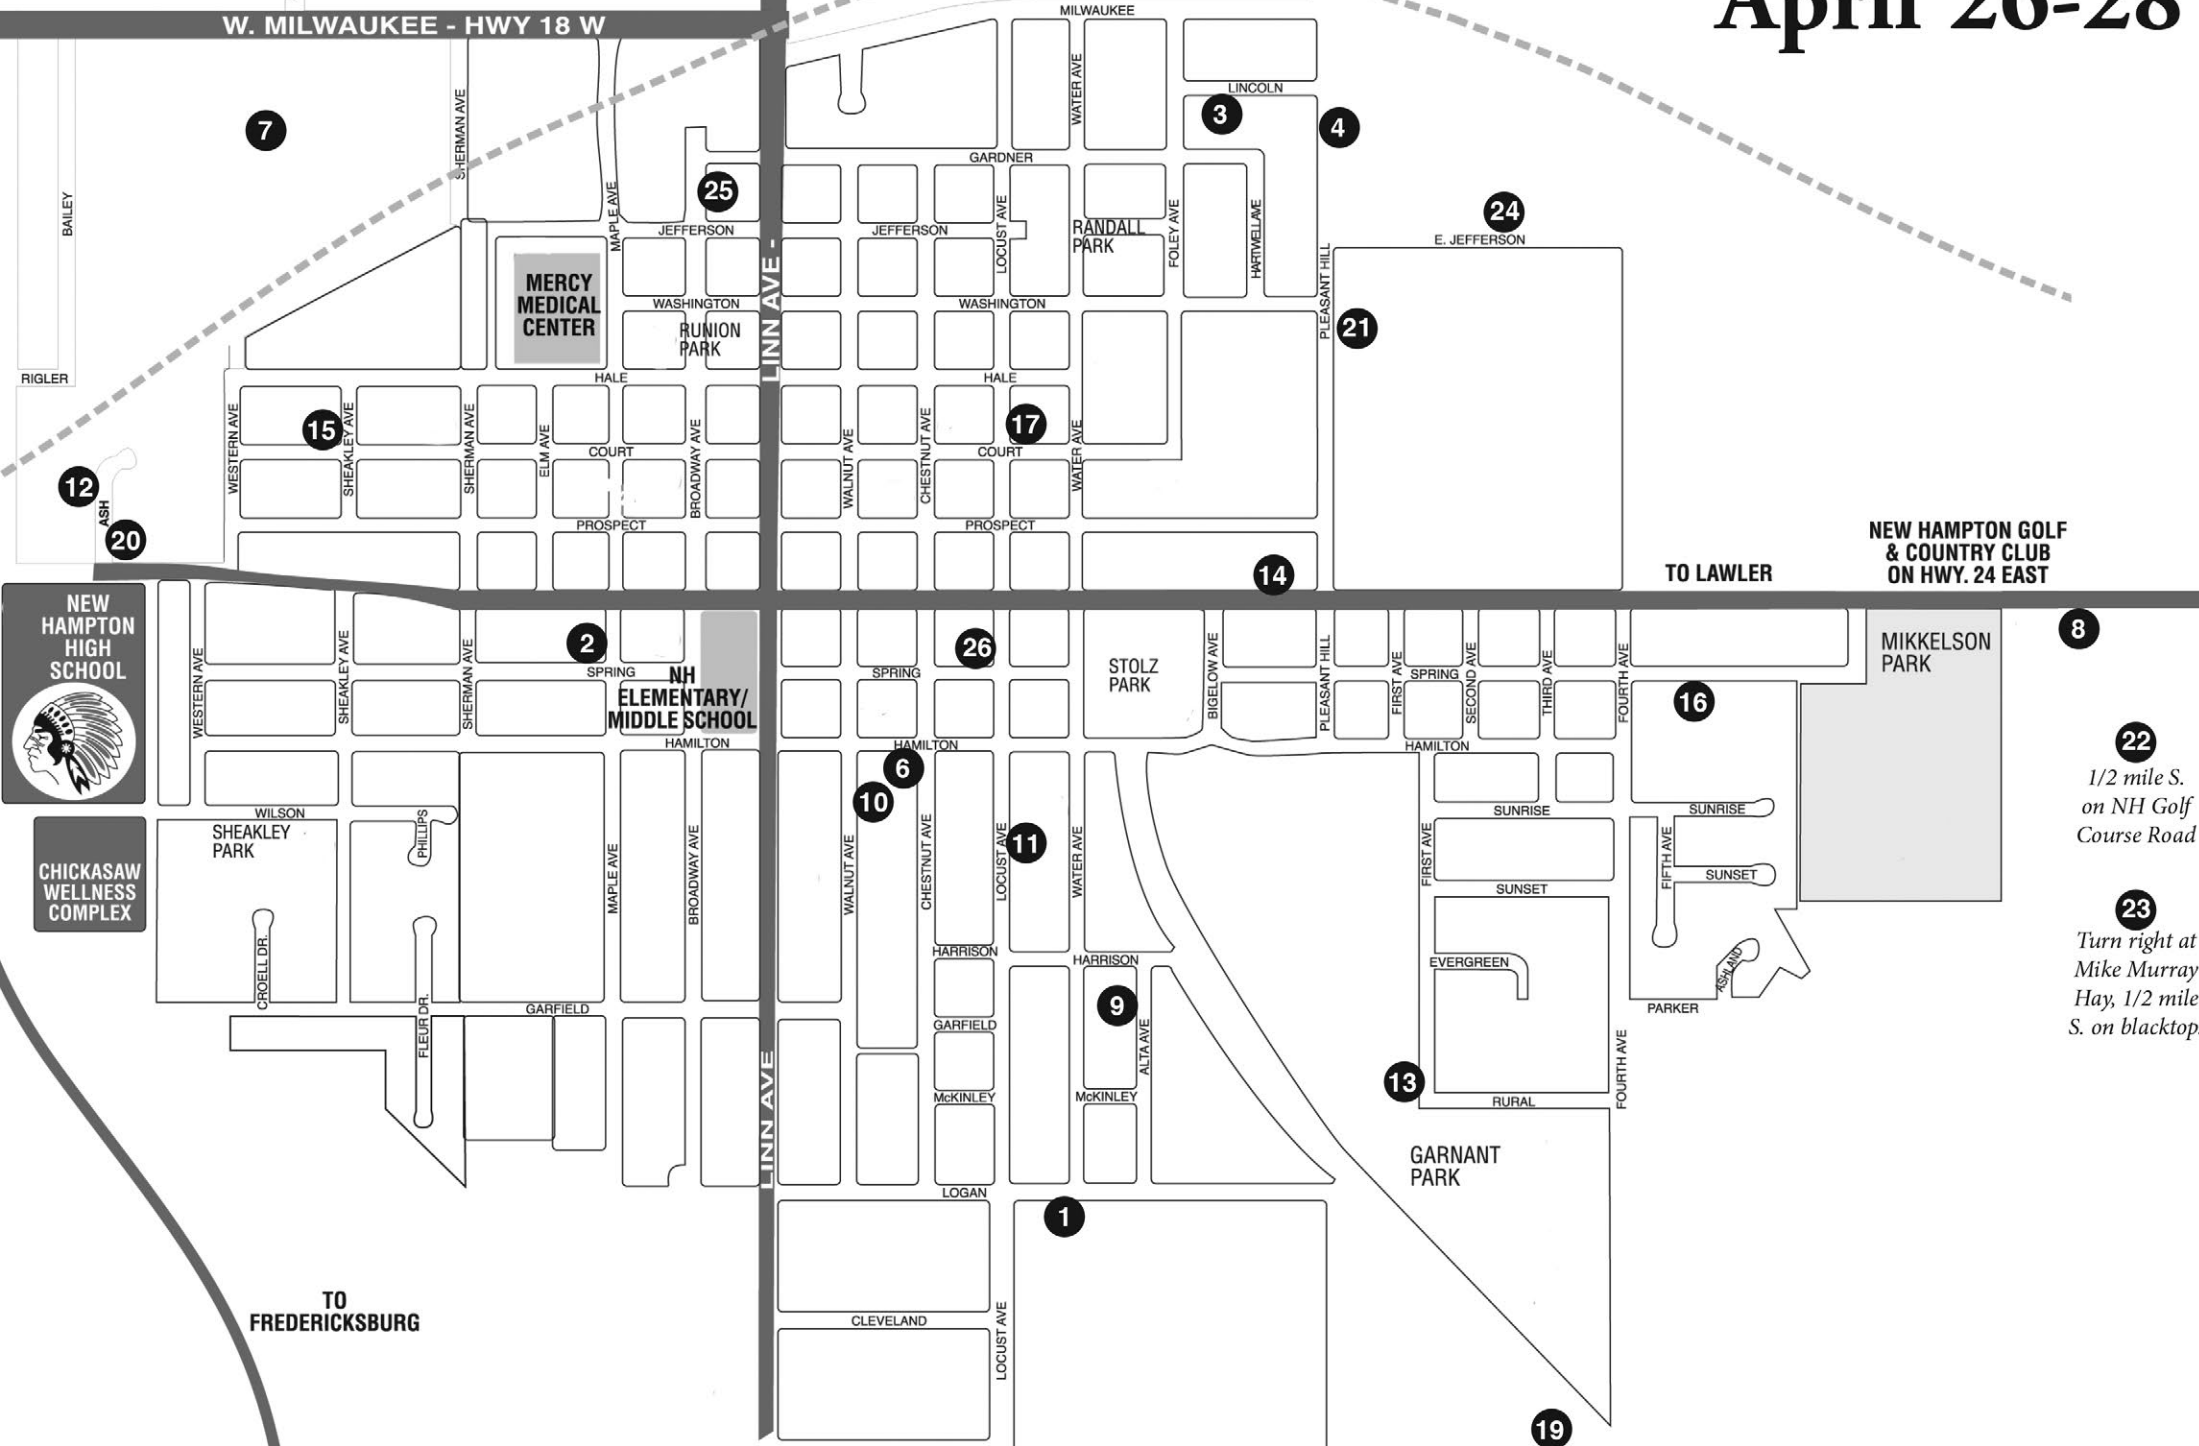 April 26-28
MILWAUKEE
W. MILWAUKEE - HWY 18 W
WATER AVE
LINCOLN
SHERMAN AVE
3
4
7
GARDNER
25
BAILEY
MAPLE AVE
JEFFERSON
JEFFERSON
LOCUST AVE
RANDALL
PARK
FOLEY AVE
HARTWELL AVE
24
E. JEFFERSON
PLEASANT HILL
LINN AVE -
MERCY
MEDICAL
CENTER
WASHINGTON
WASHINGTON
RUNION
PARK
21
RIGLER
HALE
HALE
15
17
WESTERN AVE
SHEAKLEY AVE
SHERMAN AVE
ELM AVE
COURT
BROADWAY AVE
WALNUT AVE
CHESTNUT AVE
COURT
WATER AVE
12
ASH
20
PROSPECT
PROSPECT
14
TO LAWLER
NEW HAMPTON GOLF
& COUNTRY CLUB
ON HWY. 24 EAST
NEW
HAMPTON
HIGH
SCHOOL
WESTERN AVE
SHEAKLEY AVE
SHERMAN AVE
2
SPRING
NH
ELEMENTARY/
MIDDLE SCHOOL
26
SPRING
STOLZ
PARK
BIGELOW AVE
PLEASANT HILL
FIRST AVE
SPRING
SECOND AVE
THIRD AVE
FOURTH AVE
16
MIKKELSON
PARK
8
HAMILTON
HAMILTON
HAMILTON
22
1/2 mile S.
on NH Golf
Course Road
6
10
WILSON
SHEAKLEY
PARK
PHILLIPS
SUNRISE
SUNRISE
11
CHICKASAW
WELLNESS
COMPLEX
MAPLE AVE
BROADWAY AVE
WALNUT AVE
CHESTNUT AVE
LOCUST AVE
WATER AVE
FIRST AVE
FIFTH AVE
SUNSET
SUNSET
23
Turn right at
Mike Murray
Hay, 1/2 mile
S. on blacktop.
HARRISON
HARRISON
EVERGREEN
ASHLAND
CROELL DR.
FLEUR DR.
GARFIELD
GARFIELD
9
ALTA AVE
PARKER
FOURTH AVE
13
LINN AVE
McKINLEY
McKINLEY
RURAL
GARNANT
PARK
LOGAN
1
TO
FREDERICKSBURG
CLEVELAND
LOCUST AVE
19